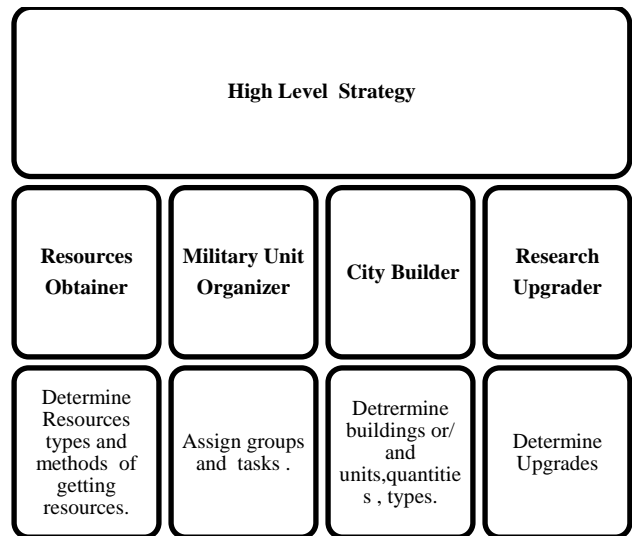 High Level Strategy
Resources
Obtainer
Military Unit
Organizer
City Builder
Research
Upgrader
Determine
Resources
types and
methods of
getting
resources.
Assign groups
and tasks .
Detrermine
buildings or/
and
units,quantitie
s , types.
Determine
Upgrades